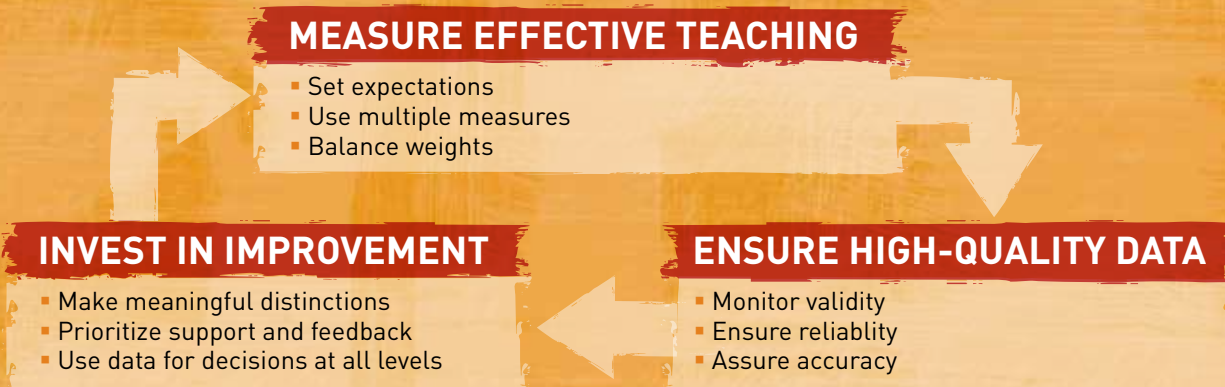 MEASURE EFFECTIVE TEACHING
▪ Set expectations
▪ Use multiple measures
▪ Balance weights
INVEST IN IMPROVEMENT
▪ Make meaningful distinctions
▪ Prioritize support and feedback
▪ Use data for decisions at all levels
ENSURE HIGH-QUALITY DATA
▪ Monitor validity
▪ Ensure reliablity
▪ Assure accuracy